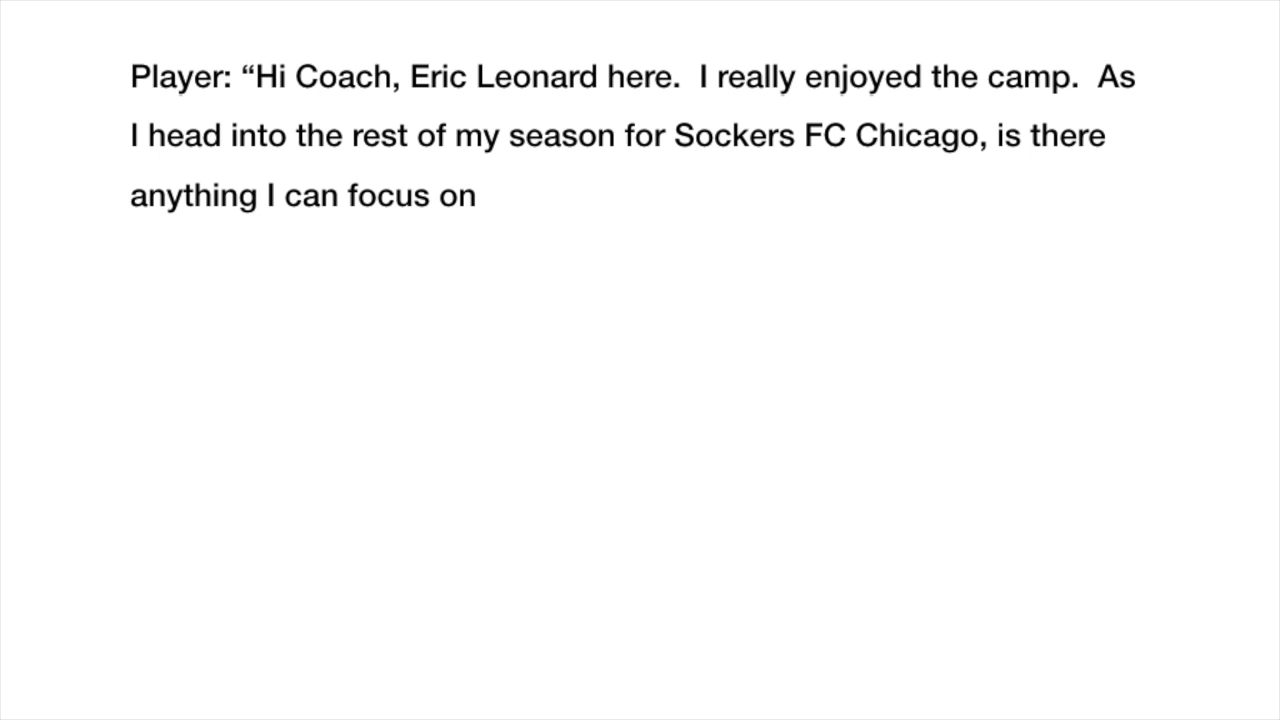 Player: “Hi Coach, Eric Leonard here.  I really enjoyed the camp.  As
I head into the rest of my season for Sockers FC Chicago, is there
anything I can focus on